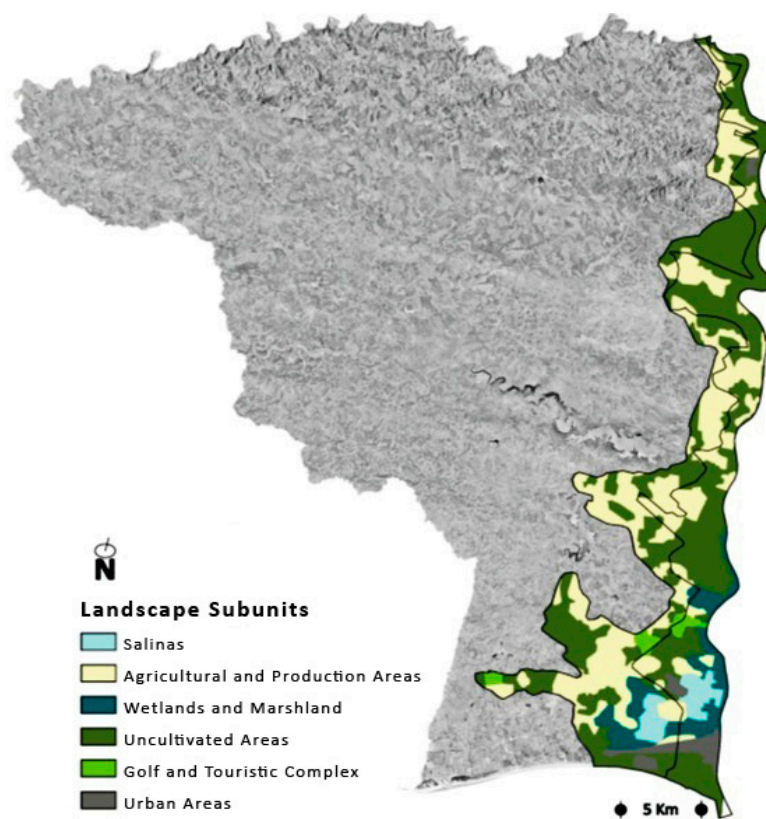 N
Landscape Subunits
Salinas
Agricultural and Production Areas
Wetlands and Marshland
Uncultivated Areas
Golf and Touristic Complex
Urban Areas
5 Km